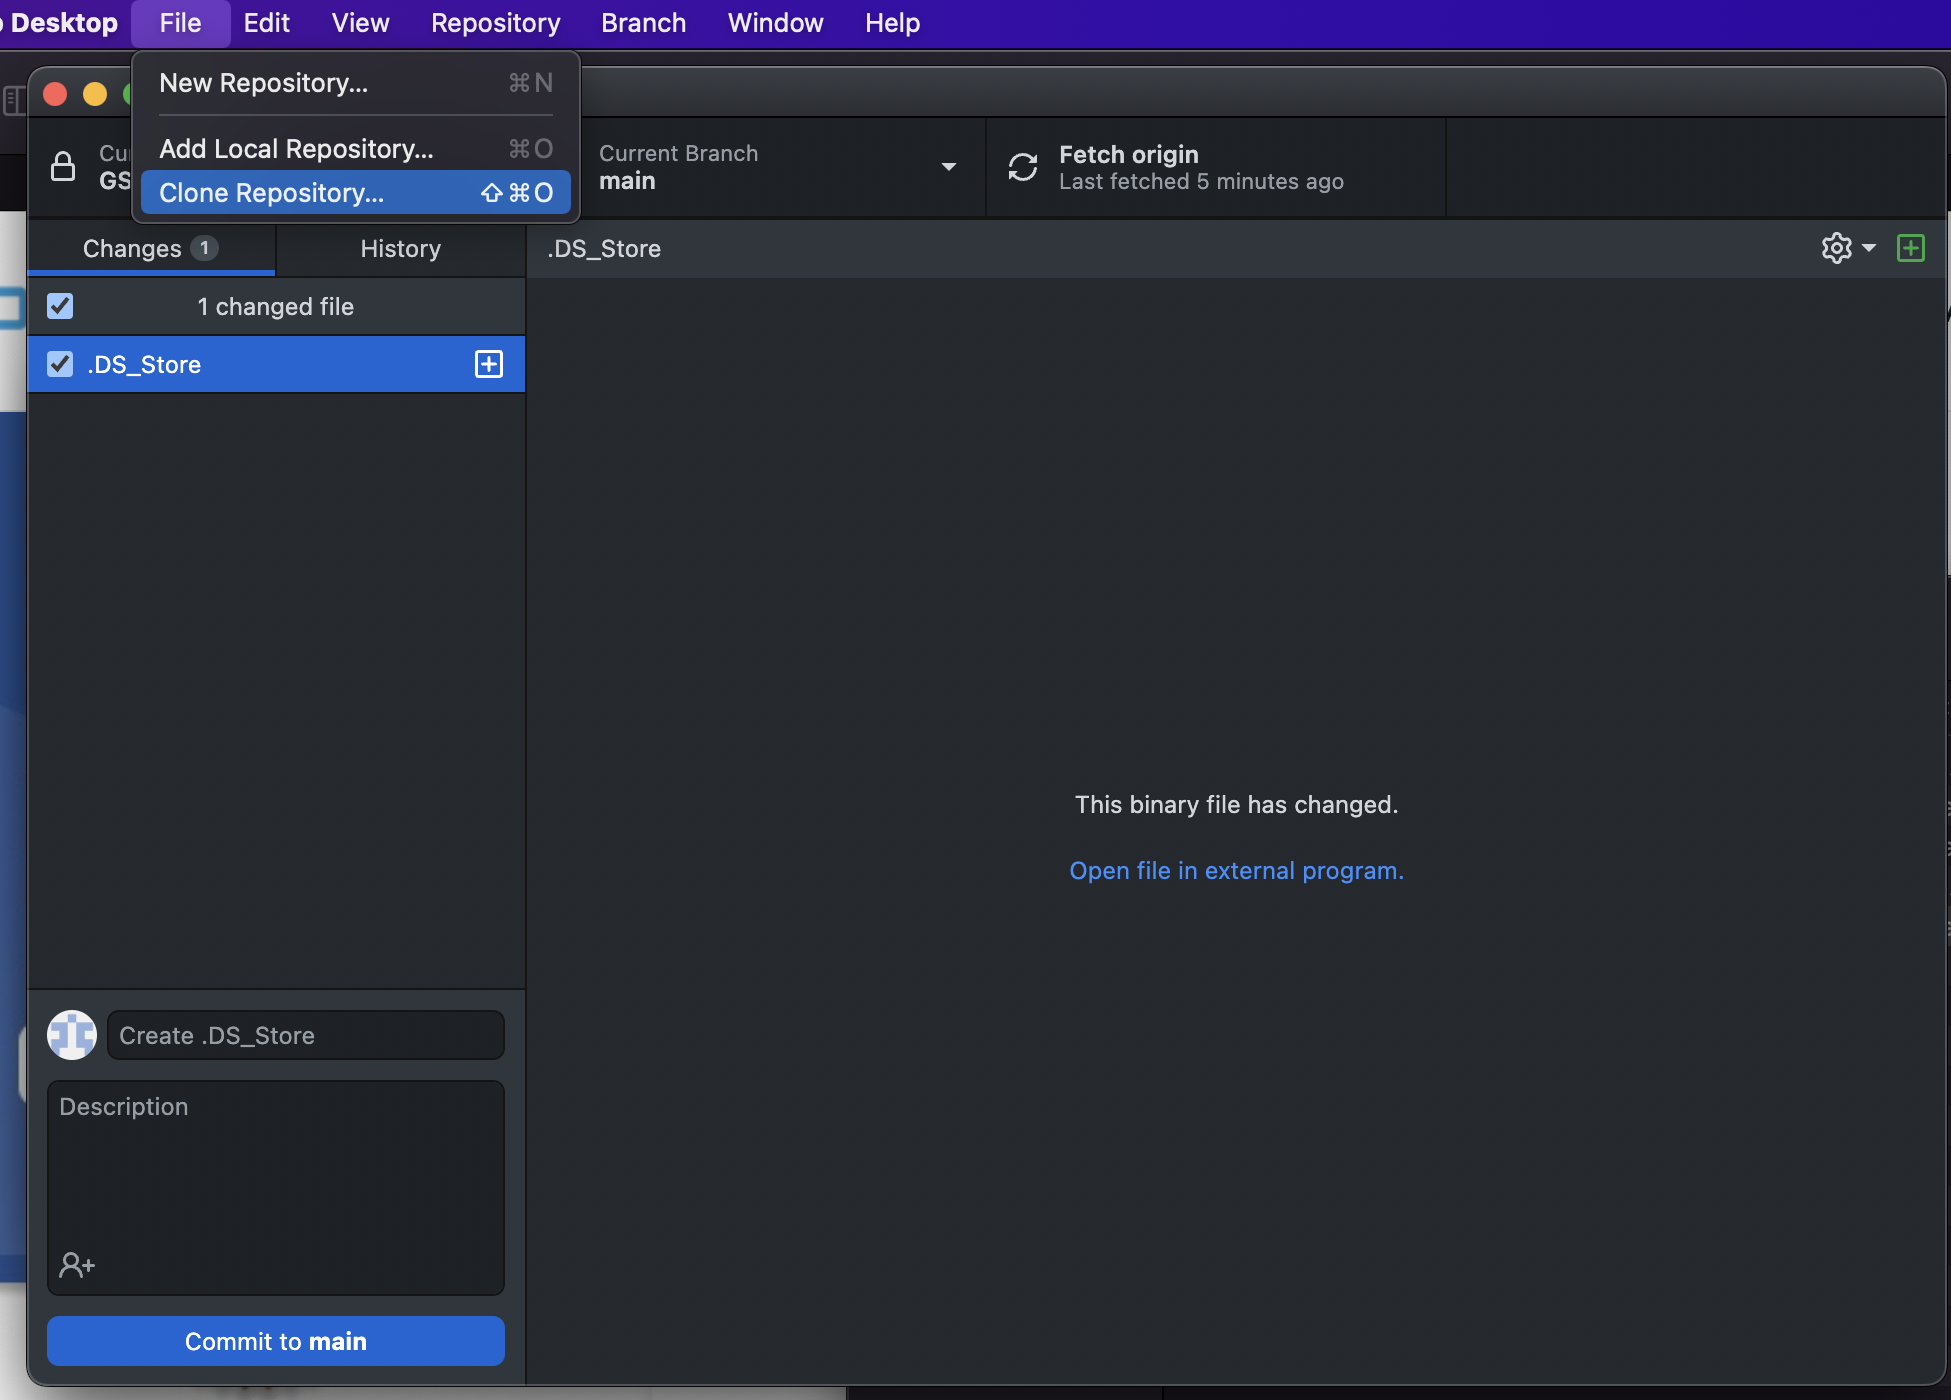 Desktop File Edit View Repository Branch Window Help
New Repository... ⌘N
Add Local Repository... ⌘O
Clone Repository... ⇧⌘O
Current Branch
main
Fetch origin
Last fetched 5 minutes ago
Changes 1
History
.DS_Store
1 changed file
.DS_Store
This binary file has changed.
Open file in external program.
Create .DS_Store
Description
Commit to main